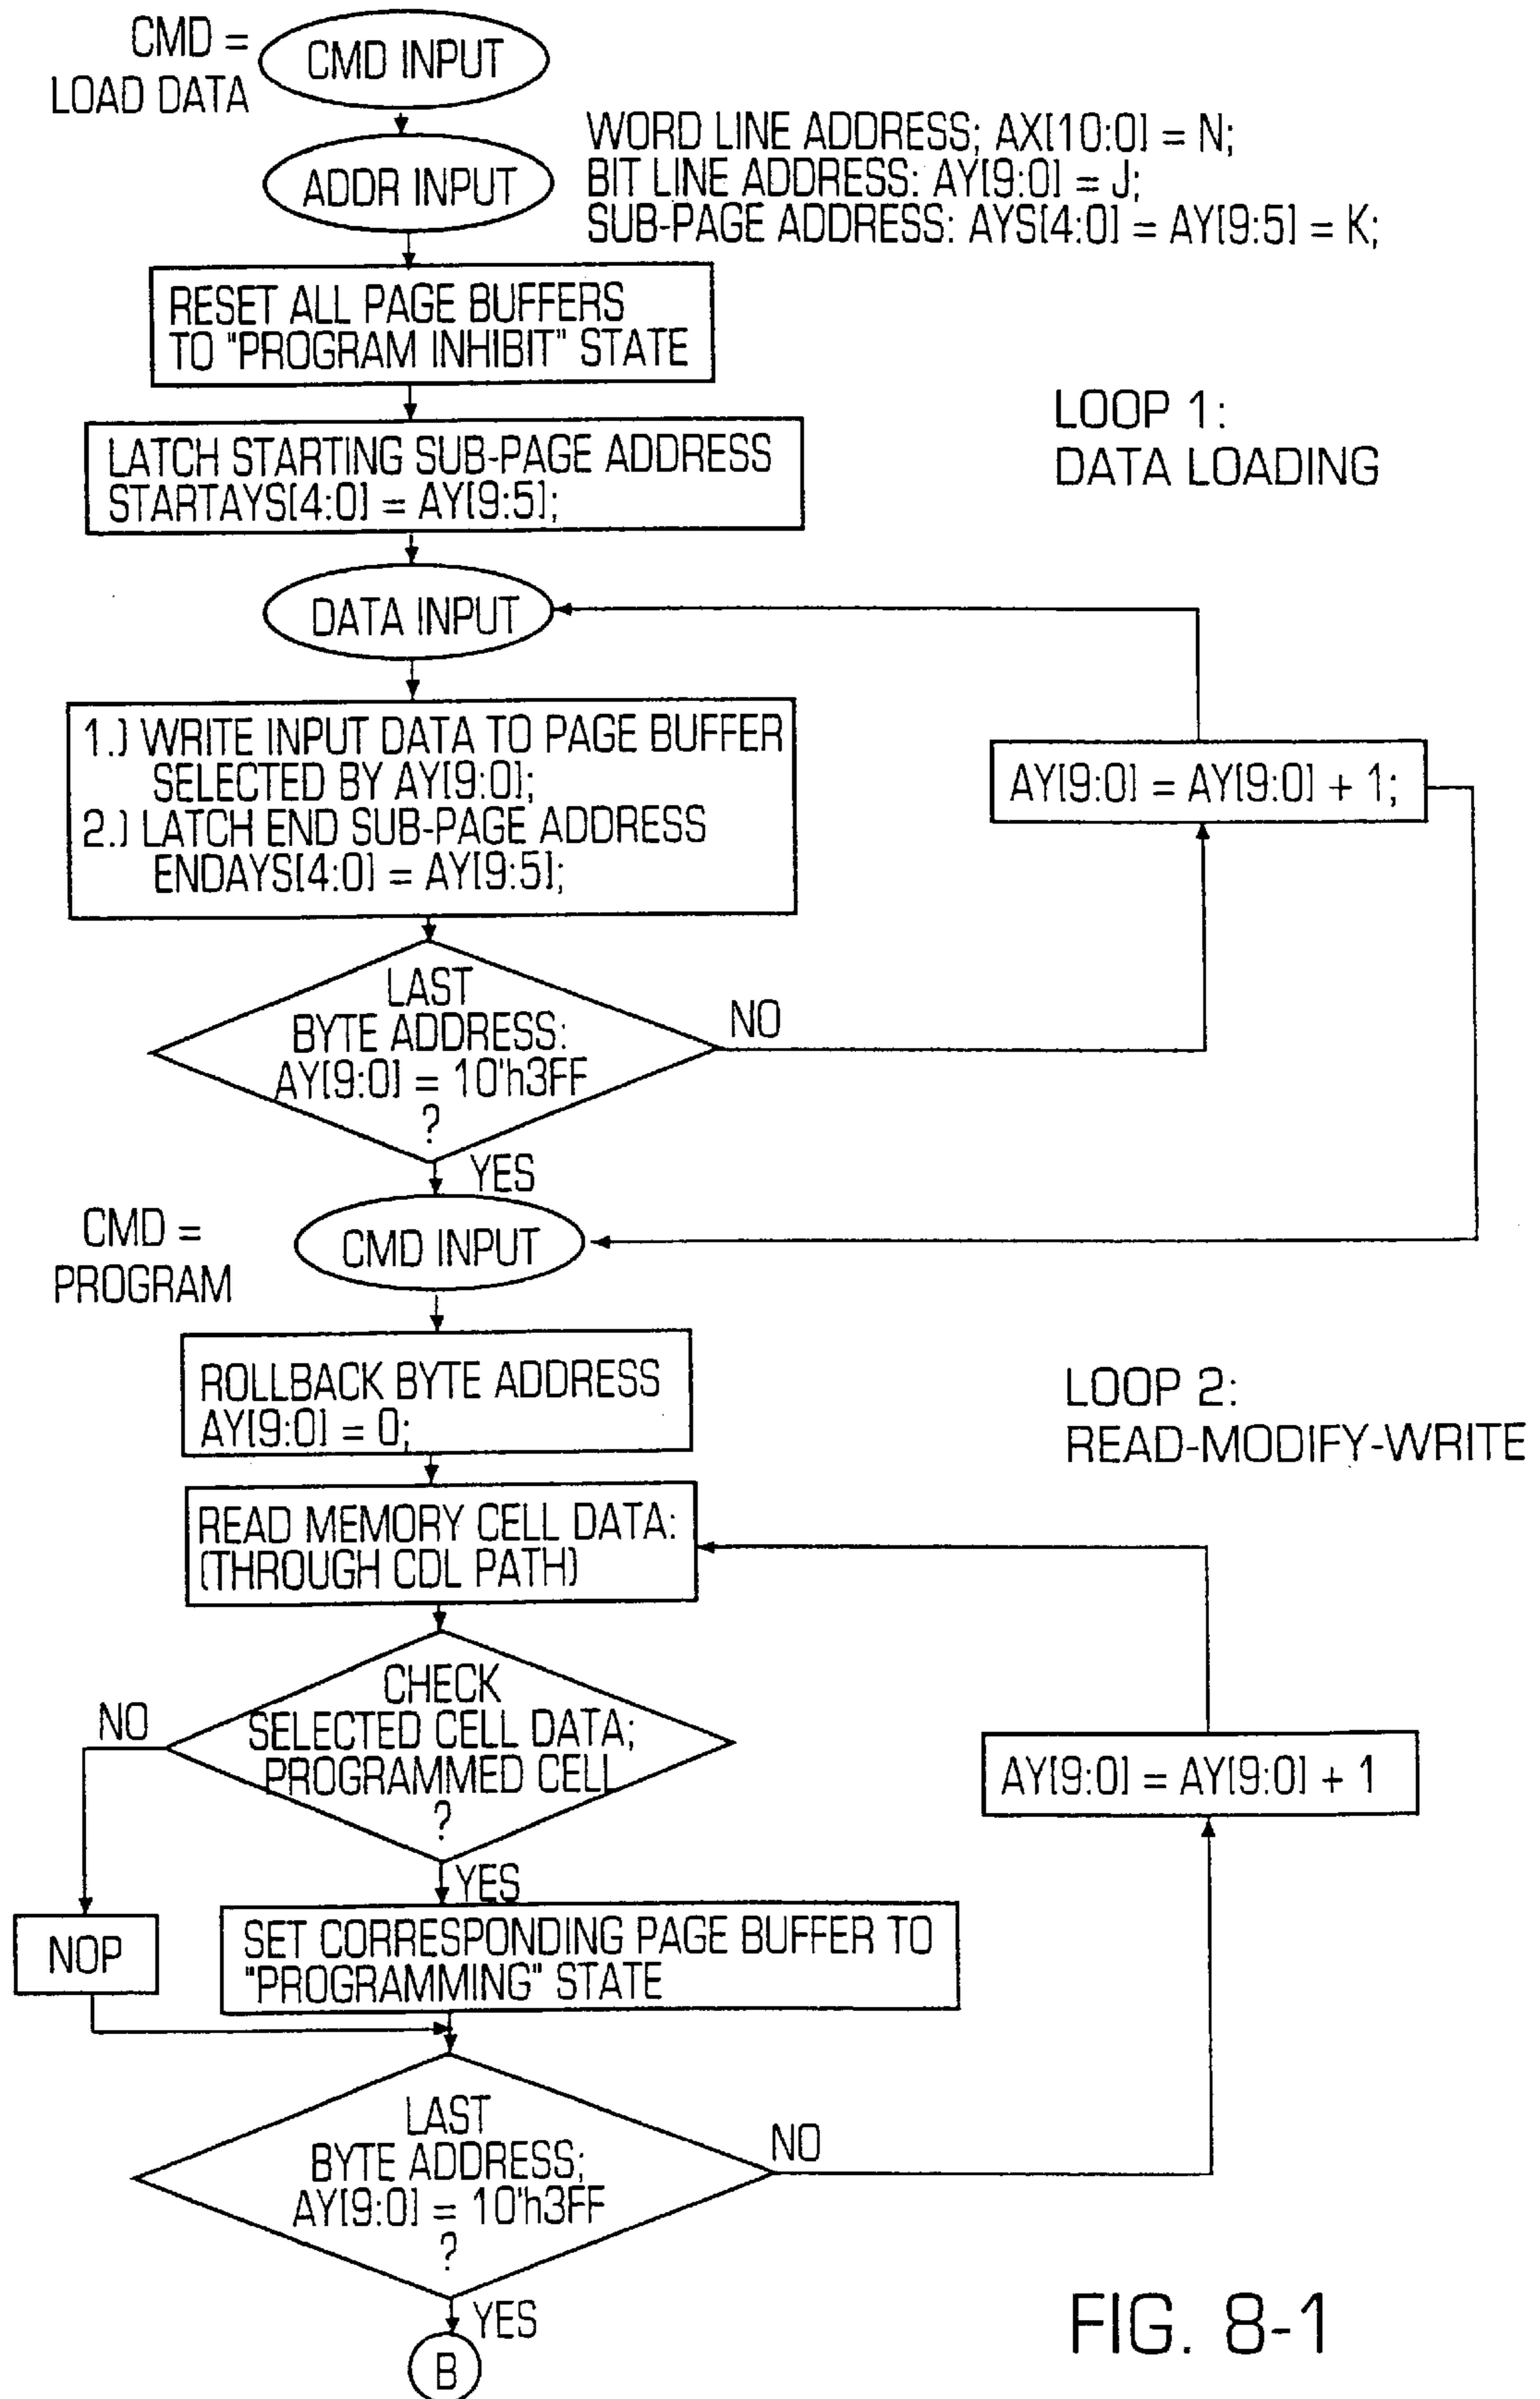 CMD =
LOAD DATA
CMD INPUT
ADDR INPUT
WORD LINE ADDRESS; AX[10:0] = N;
BIT LINE ADDRESS: AY[9:0] = J;
SUB-PAGE ADDRESS: AYS[4:0] = AY[9:5] = K;
RESET ALL PAGE BUFFERS
TO "PROGRAM INHIBIT" STATE
LOOP 1:
DATA LOADING
LATCH STARTING SUB-PAGE ADDRESS
STARTAYS[4:0] = AY[9:5];
DATA INPUT
1.) WRITE INPUT DATA TO PAGE BUFFER
SELECTED BY AY[9:0];
2.) LATCH END SUB-PAGE ADDRESS
ENDAYS[4:0] = AY[9:5];
AY[9:0] = AY[9:0] + 1;
LAST
BYTE ADDRESS:
AY[9:0] = 10'h3FF
?
NO
YES
CMD =
PROGRAM
CMD INPUT
ROLLBACK BYTE ADDRESS
AY[9:0] = 0;
LOOP 2:
READ-MODIFY-WRITE
READ MEMORY CELL DATA:
(THROUGH CDL PATH)
CHECK
SELECTED CELL DATA;
PROGRAMMED CELL
?
NO
YES
AY[9:0] = AY[9:0] + 1
NOP
SET CORRESPONDING PAGE BUFFER TO
"PROGRAMMING" STATE
LAST
BYTE ADDRESS;
AY[9:0] = 10'h3FF
?
NO
YES
B
FIG. 8-1